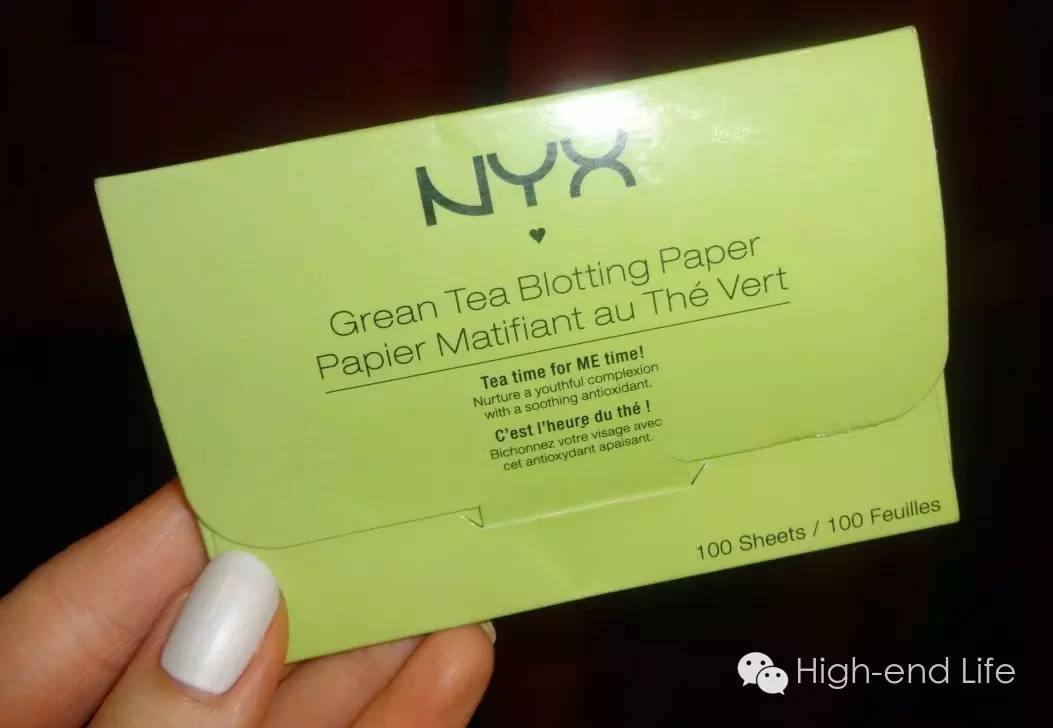 NYX
Grean Tea Blotting Paper
Papier Matifiant au Thé Vert
Tea time for ME time!
Nurture a youthful complexion
with a soothing antioxidant.
C'est l'heure du thé !
Bichonnez votre visage avec
cet antioxydant apaisant.
100 Sheets / 100 Feuilles
High-end Life